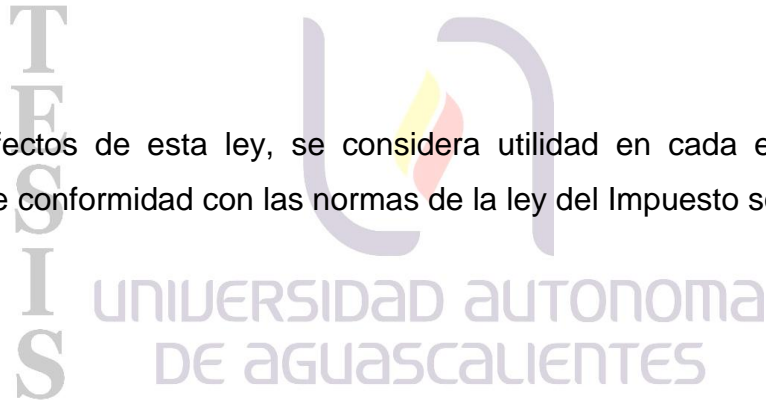 TESIS
fectos de esta ley, se considera utilidad en cada e
e conformidad con las normas de la ley del Impuesto s
UNIVERSIDAD AUTONOMA
DE AGUASCALIENTES